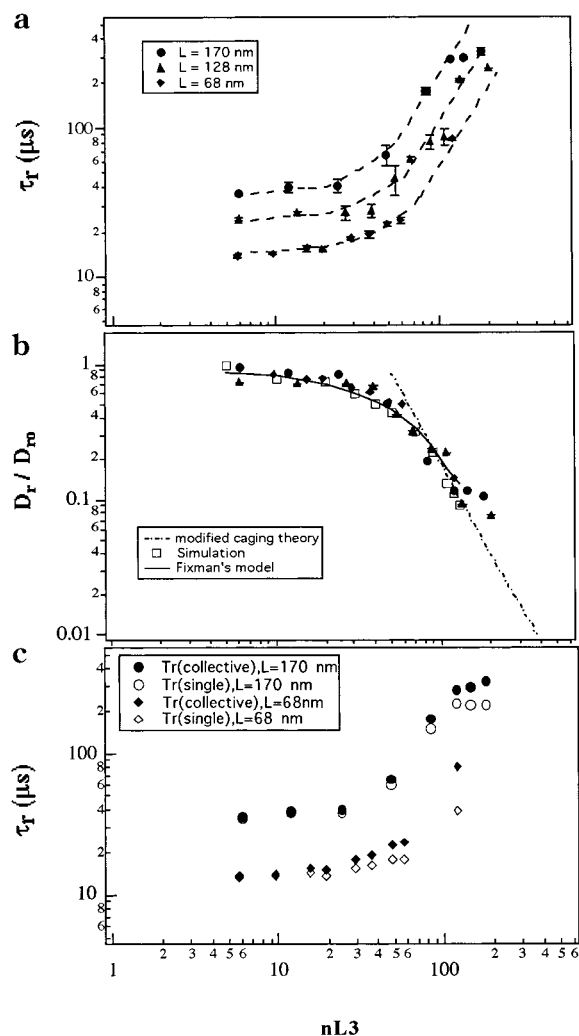 a
L = 170 nm
L = 128 nm
L = 68 nm
τr (μs)
4
2
100
8
6
4
2
10
8
6
b
1
8
6
4
2
0.1
8
6
4
2
0.01
Dr / Dro
modified caging theory
Simulation
Fixman's model
c
Tr(collective),L=170 nm
Tr(single),L=170 nm
Tr(collective),L=68nm
Tr(single),L=68 nm
τr (μs)
4
2
100
8
6
4
2
10
8
6
1 2 3 4 5 6 10 2 3 4 5 6 100 2 3 4 5 6
nL3